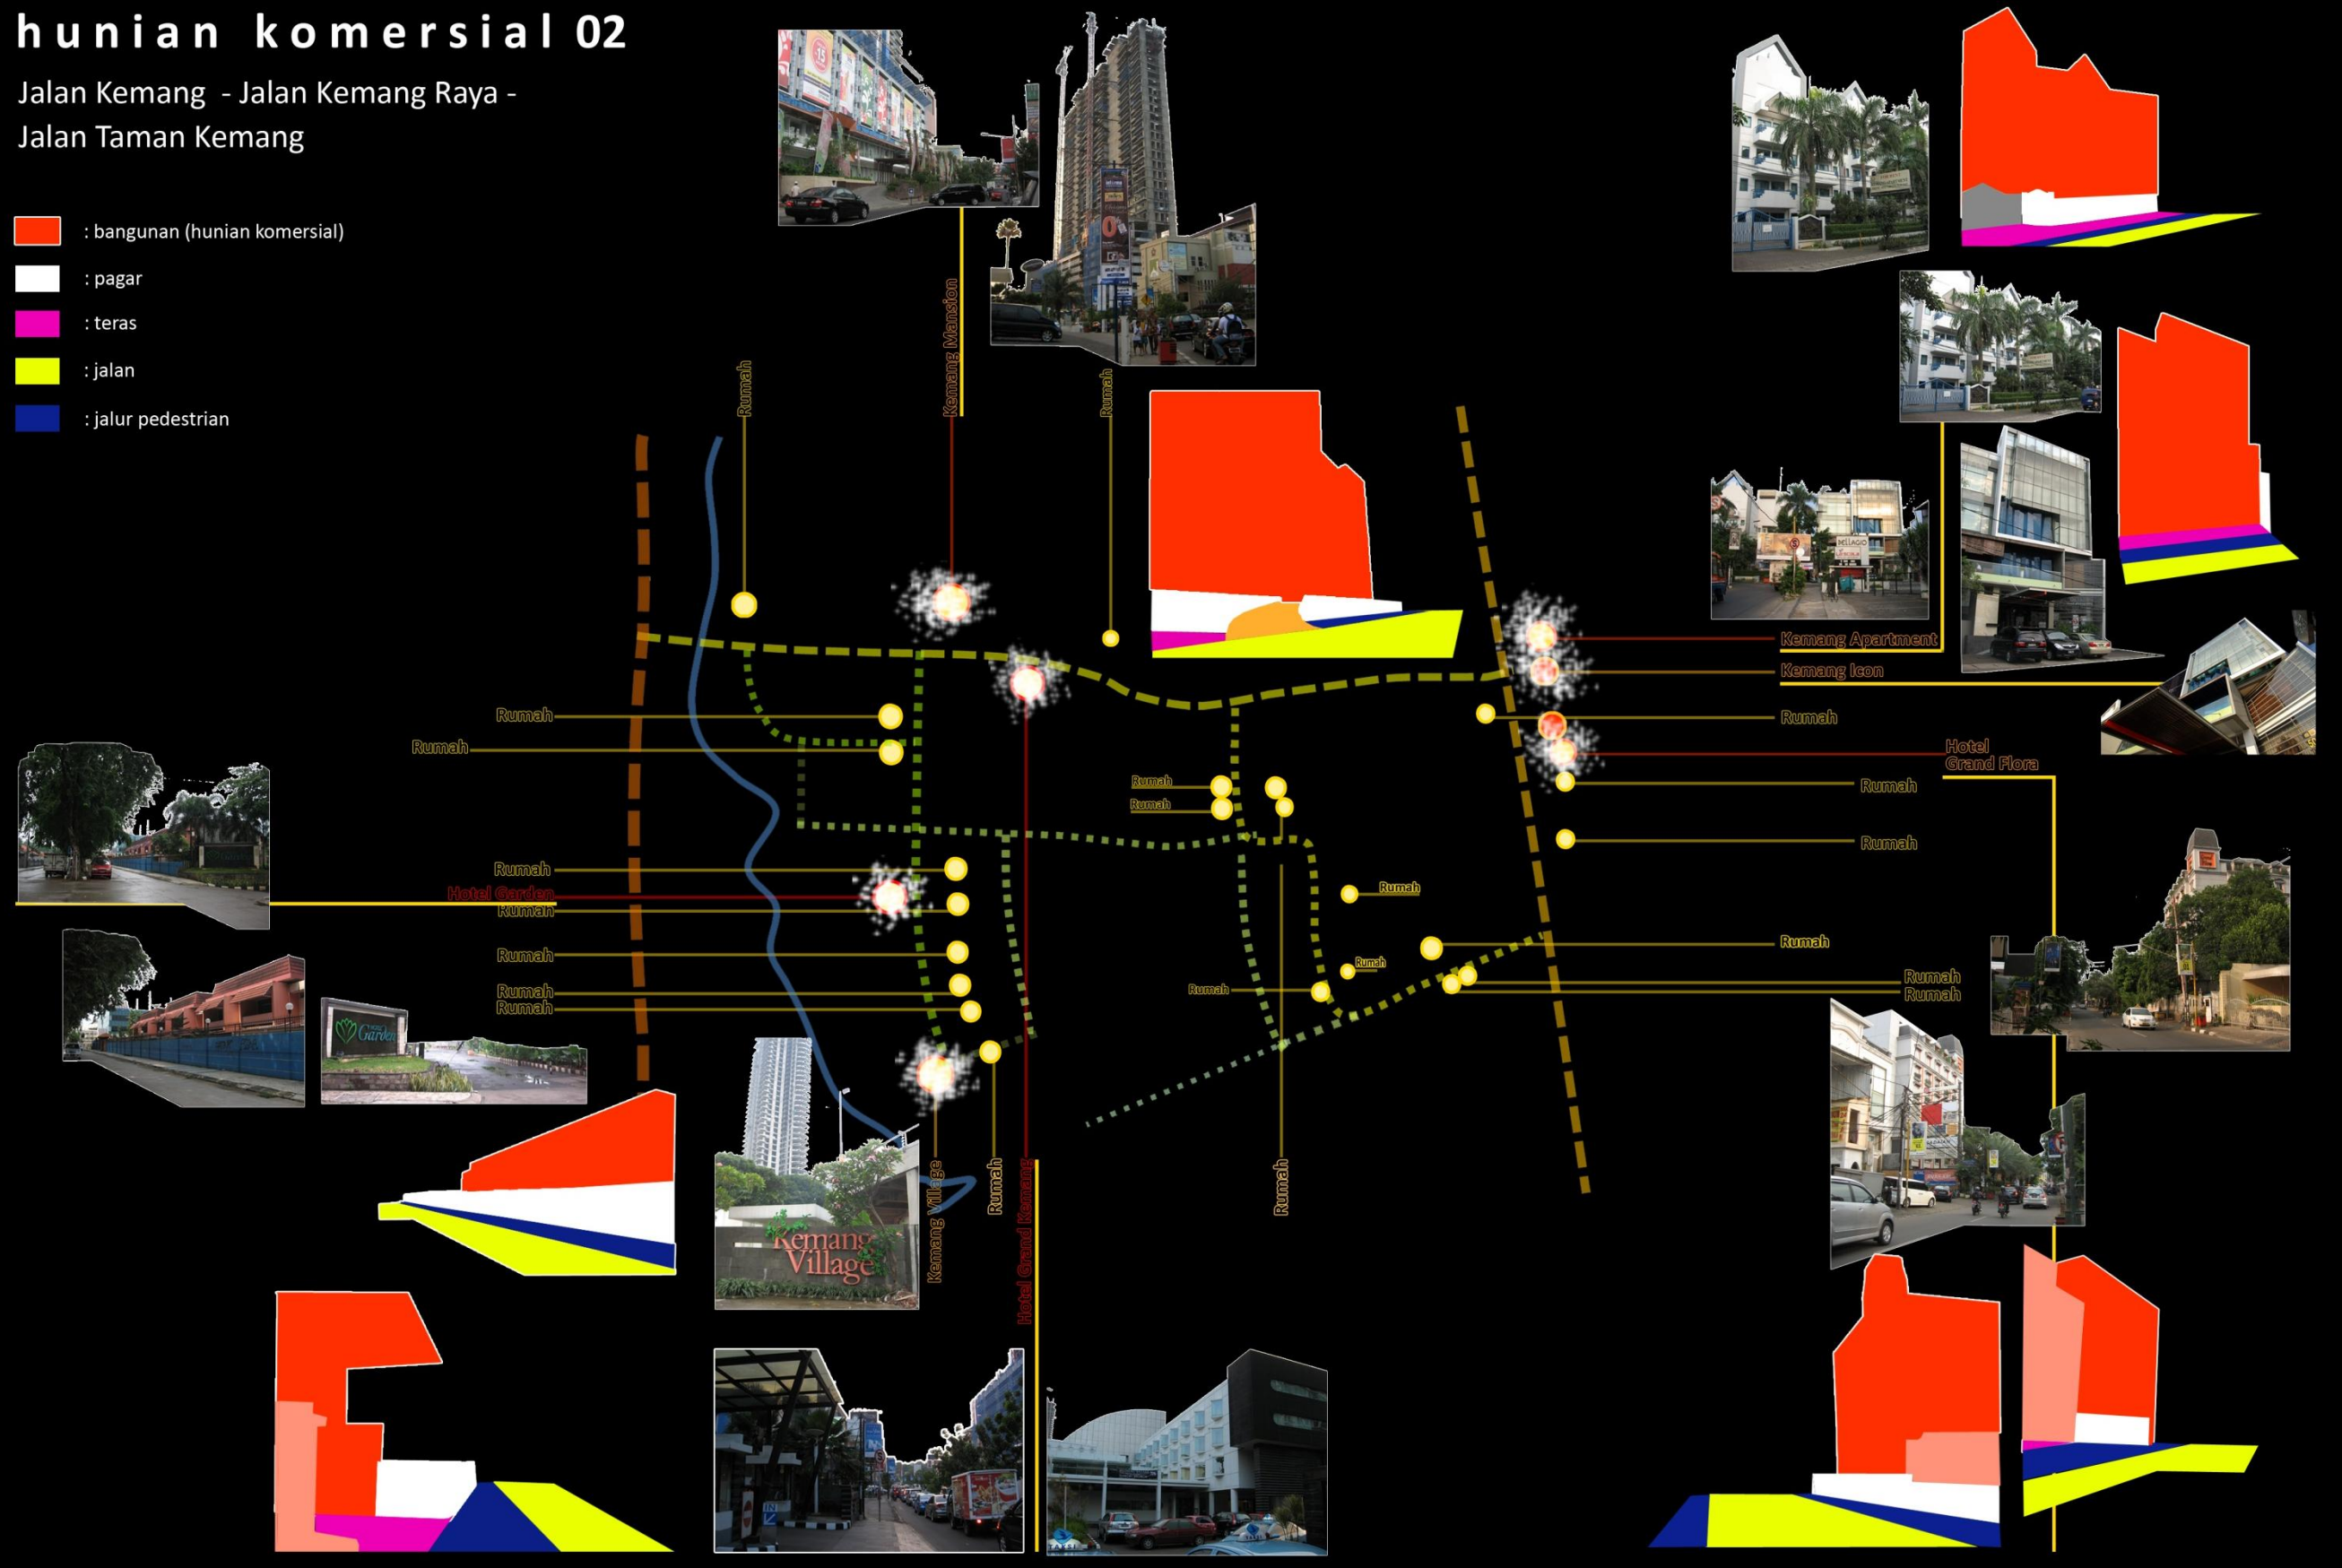 hunian komersial 02
Jalan Kemang - Jalan Kemang Raya -
Jalan Taman Kemang
: bangunan (hunian komersial)
: pagar
: teras
: jalan
: jalur pedestrian
Rumah
Kemang Mansion
Rumah
Kemang Apartment
Kemang Icon
Rumah
Rumah
Rumah
Hotel
Grand Flora
Rumah
Rumah
Rumah
Rumah
Rumah
Hotel Garden
Rumah
Rumah
Rumah
Rumah
Rumah
Rumah
Rumah
Rumah
Rumah
Rumah
Garden
Kemang Village
Rumah
Hotel Grand Kemang
Rumah
Kemang
Village
IN